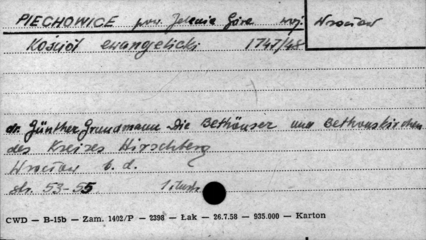 PIECHOWICE pow. Jelenia Góra woj. Wrocław
Kościół ewangelicki 1747/48
dr. Günther Grundmann Die Bethäuser und Bethauskirchen
des Kreises Hirschberg
Wrocław b. d.
str. 53-55 1 ilustr.
CWD — B-15b — Zam. 1402/P — 2298 — Łak — 26.7.58 — 935.000 — Karton